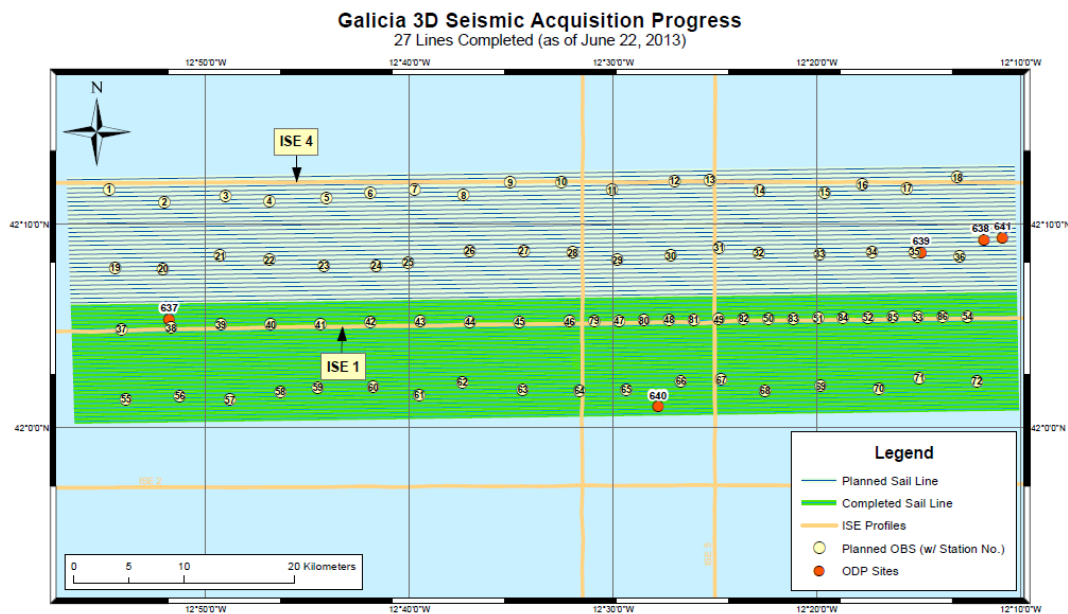 Galicia 3D Seismic Acquisition Progress
27 Lines Completed (as of June 22, 2013)
12°50'0"W 12°40'0"W 12°30'0"W 12°20'0"W 12°10'0"W
N
ISE 4
1 2 3 4 5 6 7 8 9 10 11 12 13 14 15 16 17 18
42°10'0"N 42°10'0"N
638 641
639
19 20 21 22 23 24 25 26 27 28 29 30 31 32 33 34 35 36
637
37 38 39 40 41 42 43 44 45 46 79 47 80 48 81 49 82 50 83 51 84 52 85 53 86 54
ISE 1
55 56 57 58 59 60 61 62 63 64 65 66 67 68 69 70 71 72
640
42°0'0"N 42°0'0"N
ISE 2
Legend
Planned Sail Line
Completed Sail Line
ISE Profiles
Planned OBS (w/ Station No.)
ODP Sites
0 5 10 20 Kilometers
12°50'0"W 12°40'0"W 12°30'0"W 12°20'0"W 12°10'0"W